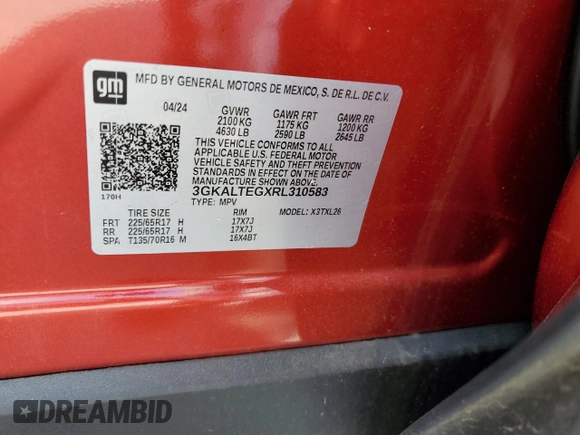 gm
MFD BY GENERAL MOTORS DE MEXICO, S. DE R.L. DE C.V.
04/24 GVWR GAWR FRT GAWR RR
2100 KG 1175 KG 1200 KG
4630 LB 2590 LB 2645 LB
THIS VEHICLE CONFORMS TO ALL
APPLICABLE U.S. FEDERAL MOTOR
VEHICLE SAFETY AND THEFT PREVENTION
STANDARDS IN EFFECT ON THE DATE OF
MANUFACTURE SHOWN ABOVE.
170H 3GKALTEGXRL310583
TYPE: MPV MODEL: X3TXL26
TIRE SIZE RIM
FRT 225/65R17 H 17X7J
RR 225/65R17 H 17X7J
SPA T135/70R16 M 16X4BT
DREAMBID